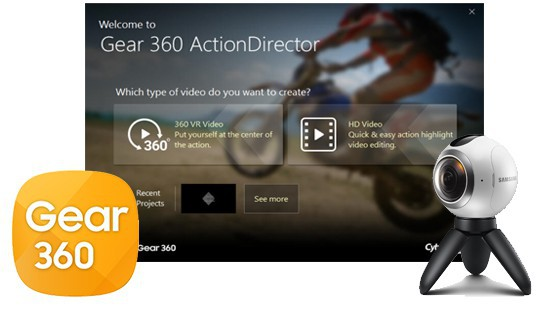 Welcome to
Gear 360 ActionDirector
Which type of video do you want to create?
360°
360 VR Video
Put yourself at the center of
the action.
HD Video
Quick & easy action highlight
video editing.
Recent
Projects
See more
Gear 360
Gear
360
SAMSUNG